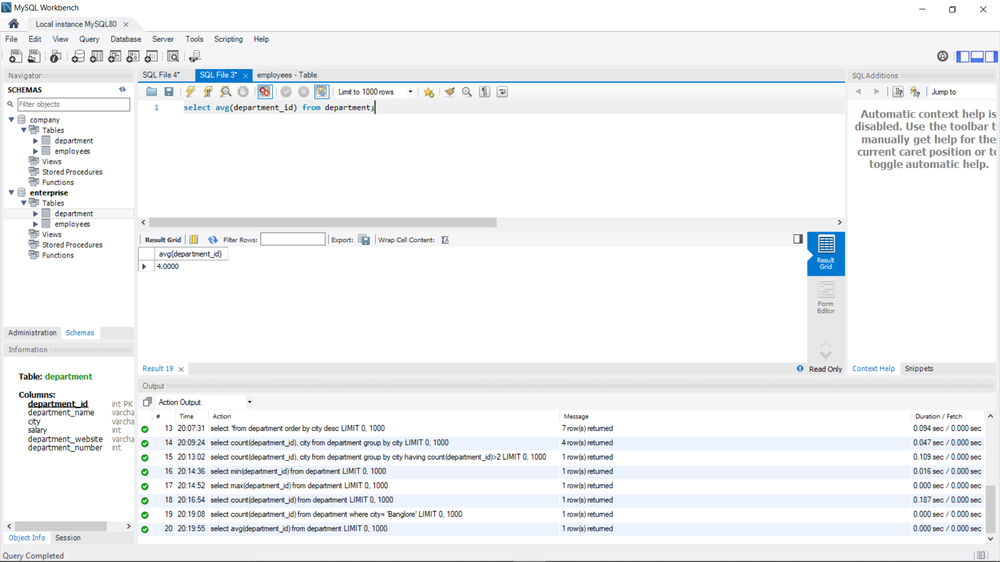 MySQL Workbench
Local instance MySQL80
File Edit View Query Database Server Tools Scripting Help
Navigator
SCHEMAS
Filter objects
company
Tables
department
employees
Views
Stored Procedures
Functions
enterprise
Tables
department
employees
Views
Stored Procedures
Functions
Administration Schemas
Information
Table: department
Columns:
department_id int PK
department_name varcha
city varcha
salary int
department_website varcha
department_number int
Object Info Session
SQL File 4* SQL File 3* employees - Table
Limit to 1000 rows
1 select avg(department_id) from department;
Result Grid Filter Rows: Export: Wrap Cell Content:
avg(department_id)
4.0000
Result Grid
Form Editor
Result 19 Read Only
SQLAdditions
Jump to
Automatic context help is
disabled. Use the toolbar t
manually get help for the
current caret position or to
toggle automatic help.
Context Help Snippets
Output
Action Output
# Time Action Message Duration / Fetch
13 20:07:31 select *from department order by city desc LIMIT 0, 1000 7 row(s) returned 0.094 sec / 0.000 sec
14 20:09:24 select count(department_id), city from department group by city LIMIT 0, 1000 4 row(s) returned 0.047 sec / 0.000 sec
15 20:13:02 select count(department_id), city from department group by city having count(department_id)>2 LIMIT 0, 1000 1 row(s) returned 0.109 sec / 0.000 sec
16 20:14:36 select min(department_id) from department LIMIT 0, 1000 1 row(s) returned 0.016 sec / 0.000 sec
17 20:14:52 select max(department_id) from department LIMIT 0, 1000 1 row(s) returned 0.000 sec / 0.000 sec
18 20:16:54 select count(department_id) from department LIMIT 0, 1000 1 row(s) returned 0.187 sec / 0.000 sec
19 20:19:08 select count(department_id) from department where city= 'Banglore' LIMIT 0, 1000 1 row(s) returned 0.000 sec / 0.000 sec
20 20:19:55 select avg(department_id) from department LIMIT 0, 1000 1 row(s) returned 0.000 sec / 0.000 sec
Query Completed